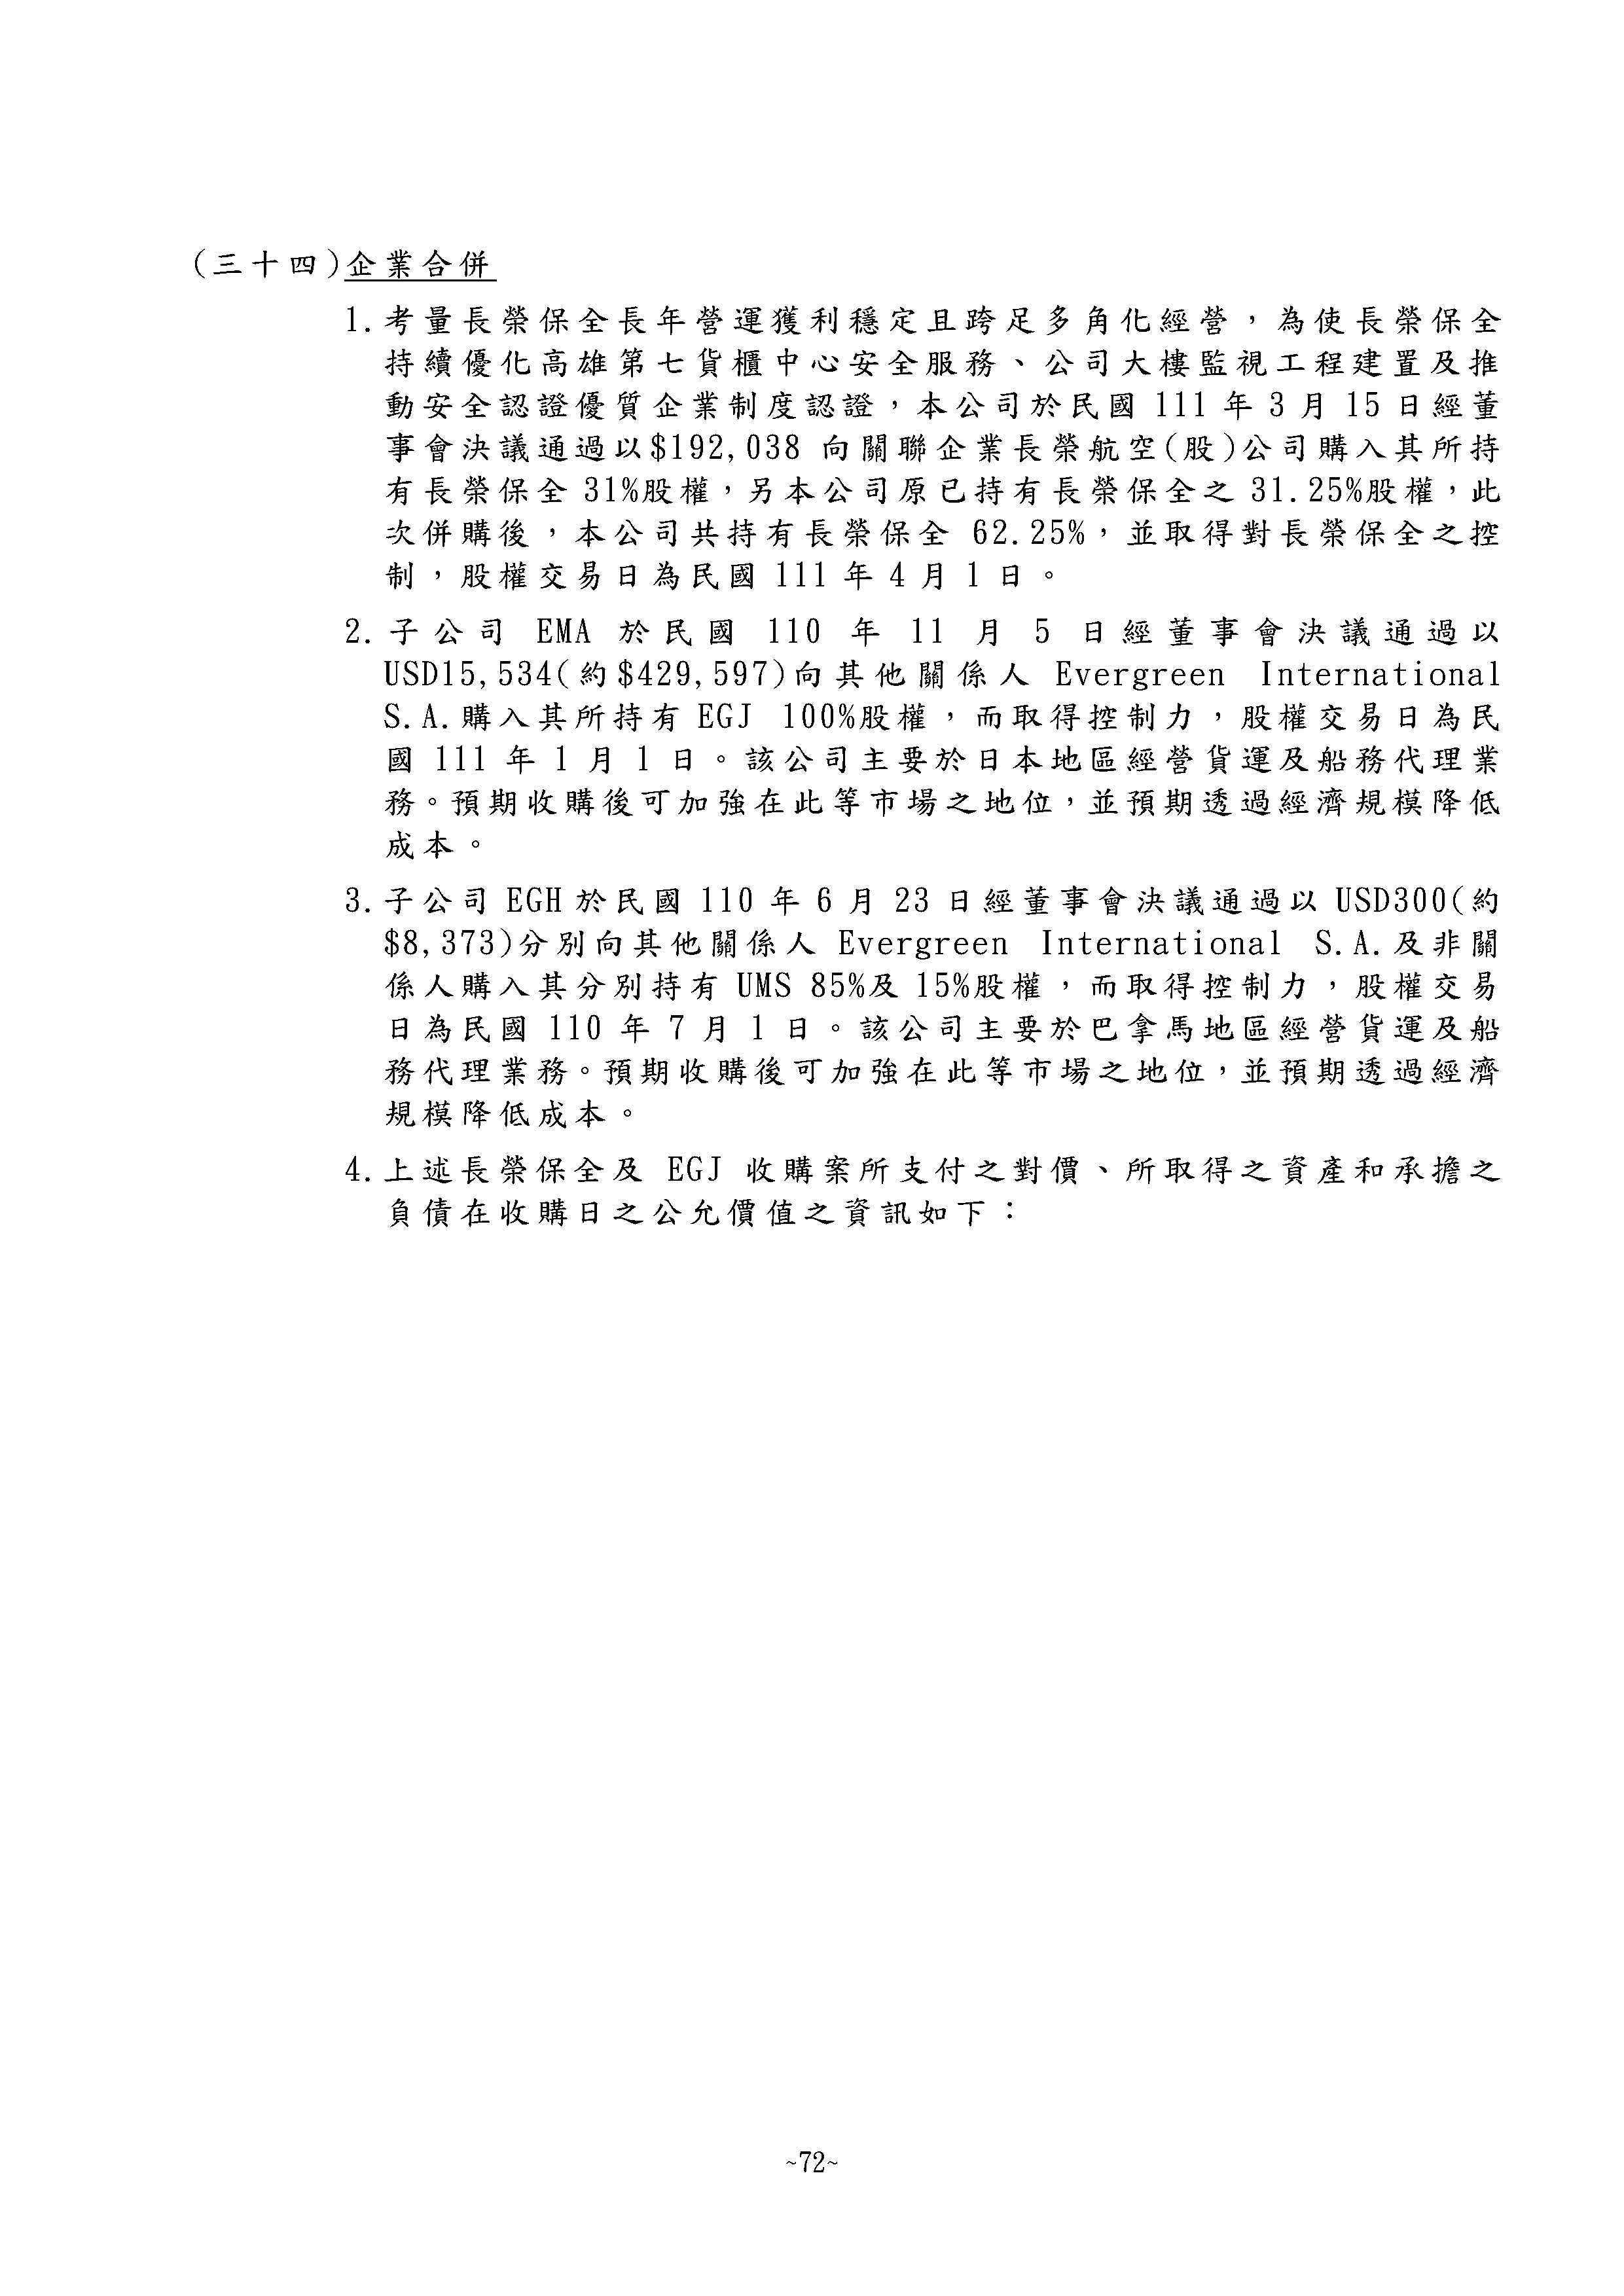 (三十四)企業合併
1.考量長榮保全長年營運獲利穩定且跨足多角化經營，為使長榮保全
持續優化高雄第七貨櫃中心安全服務、公司大樓監視工程建置及推
動安全認證優質企業制度認證，本公司於民國 111 年 3 月 15 日經董
事會決議通過以$192,038 向關聯企業長榮航空(股)公司購入其所持
有長榮保全 31%股權，另本公司原已持有長榮保全之 31.25%股權，此
次併購後，本公司共持有長榮保全 62.25%，並取得對長榮保全之控
制，股權交易日為民國 111 年 4 月 1 日。
2.子公司 EMA 於民國 110 年 11 月 5 日經董事會決議通過以
USD15,534(約$429,597)向其他關係人 Evergreen International
S.A.購入其所持有 EGJ 100%股權，而取得控制力，股權交易日為民
國 111 年 1 月 1 日。該公司主要於日本地區經營貨運及船務代理業
務。預期收購後可加強在此等市場之地位，並預期透過經濟規模降低
成本。
3.子公司 EGH 於民國 110 年 6 月 23 日經董事會決議通過以 USD300(約
$8,373)分別向其他關係人 Evergreen International S.A.及非關
係人購入其分別持有 UMS 85%及 15%股權，而取得控制力，股權交易
日為民國 110 年 7 月 1 日。該公司主要於巴拿馬地區經營貨運及船
務代理業務。預期收購後可加強在此等市場之地位，並預期透過經濟
規模降低成本。
4.上述長榮保全及 EGJ 收購案所支付之對價、所取得之資產和承擔之
負債在收購日之公允價值之資訊如下：
~72~